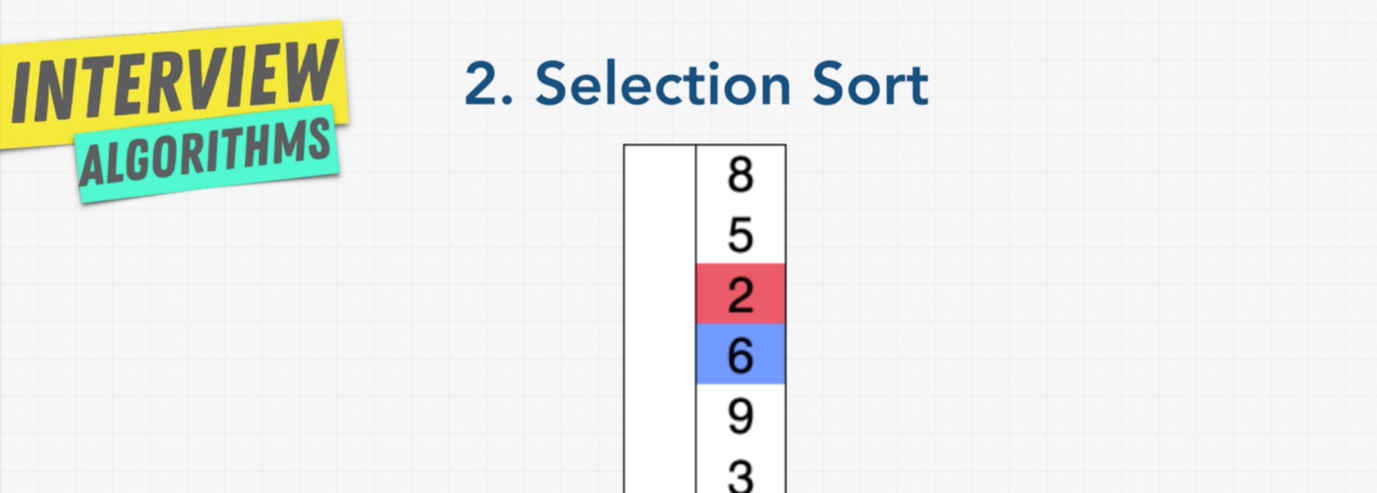 INTERVIEW
ALGORITHMS
2. Selection Sort
8
5
2
6
9
3